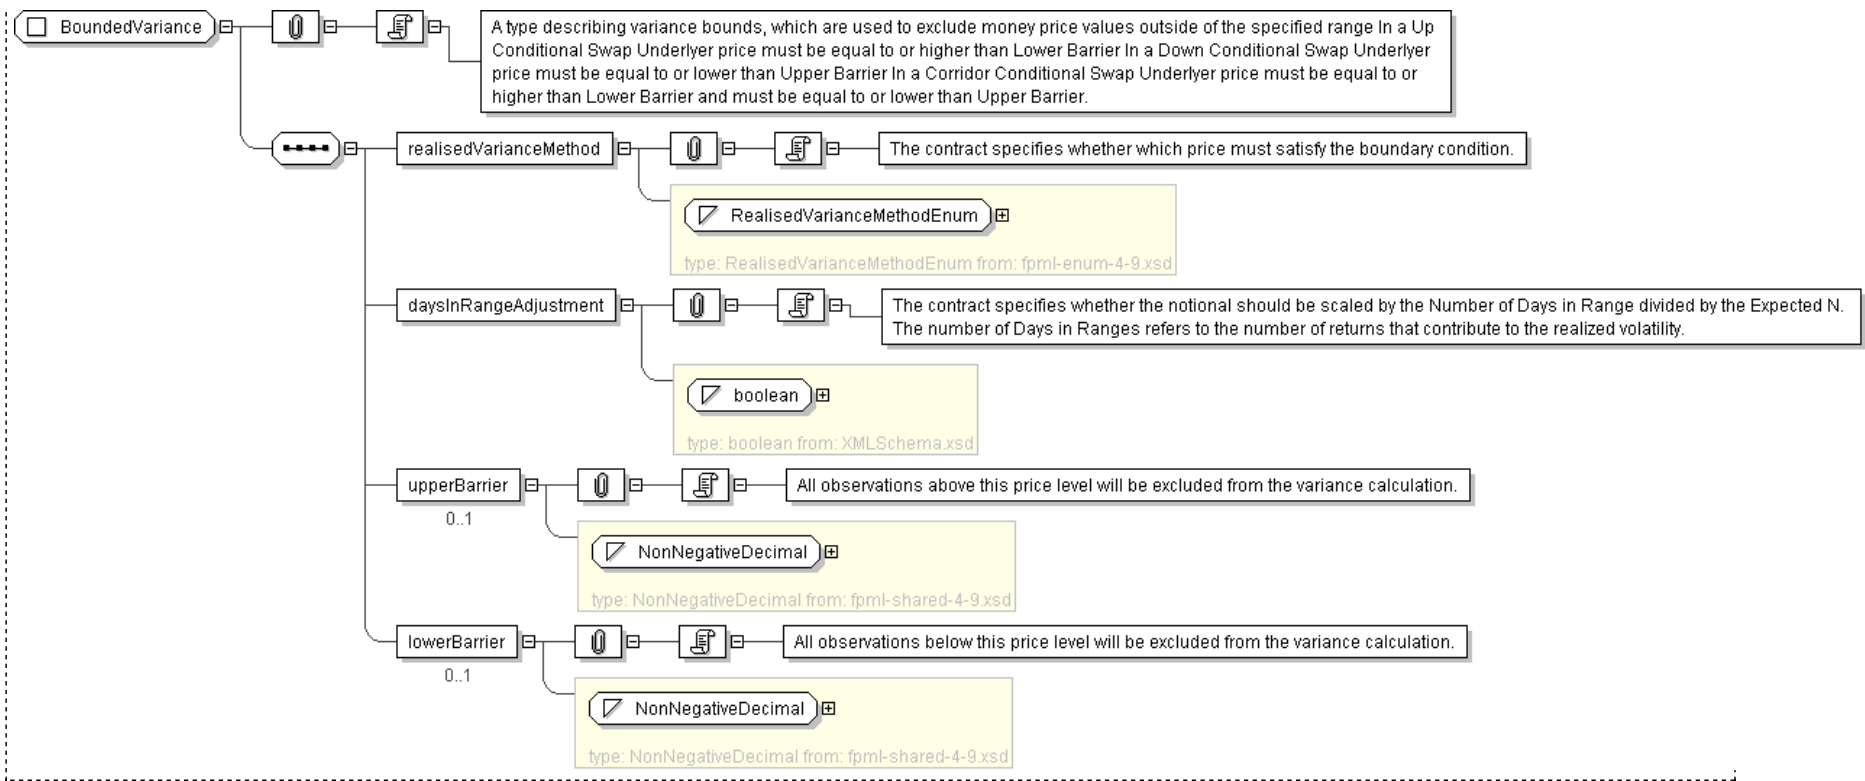 BoundedVariance
A type describing variance bounds, which are used to exclude money price values outside of the specified range In a Up
Conditional Swap Underlyer price must be equal to or higher than Lower Barrier In a Down Conditional Swap Underlyer
price must be equal to or lower than Upper Barrier In a Corridor Conditional Swap Underlyer price must be equal to or
higher than Lower Barrier and must be equal to or lower than Upper Barrier.
realisedVarianceMethod
The contract specifies whether which price must satisfy the boundary condition.
RealisedVarianceMethodEnum
type: RealisedVarianceMethodEnum from: fpml-enum-4-9.xsd
daysInRangeAdjustment
The contract specifies whether the notional should be scaled by the Number of Days in Range divided by the Expected N.
The number of Days in Ranges refers to the number of returns that contribute to the realized volatility.
boolean
type: boolean from: XMLSchema.xsd
upperBarrier
All observations above this price level will be excluded from the variance calculation.
0..1
NonNegativeDecimal
type: NonNegativeDecimal from: fpml-shared-4-9.xsd
lowerBarrier
All observations below this price level will be excluded from the variance calculation.
0..1
NonNegativeDecimal
type: NonNegativeDecimal from: fpml-shared-4-9.xsd